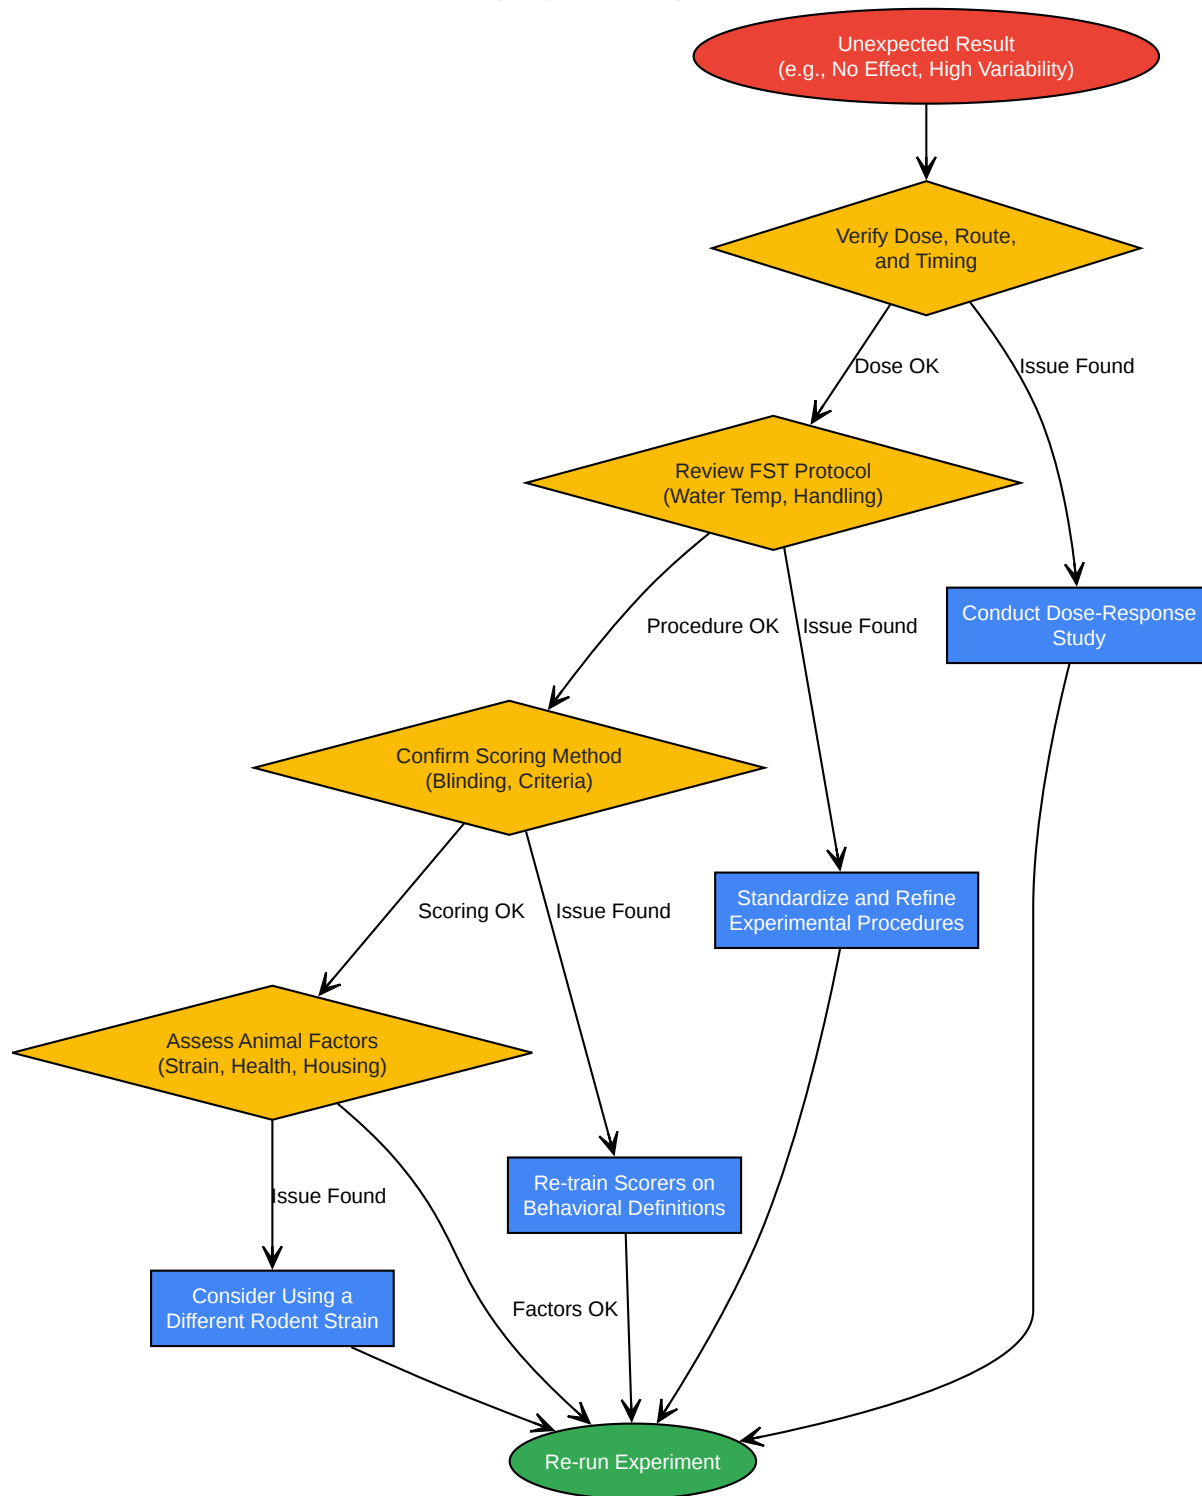 Unexpected Result
(e.g., No Effect, High Variability)
Verify Dose, Route,
and Timing
Dose OK
Issue Found
Review FST Protocol
(Water Temp, Handling)
Procedure OK
Issue Found
Conduct Dose-Response
Study
Confirm Scoring Method
(Blinding, Criteria)
Scoring OK
Issue Found
Standardize and Refine
Experimental Procedures
Assess Animal Factors
(Strain, Health, Housing)
Issue Found
Re-train Scorers on
Behavioral Definitions
Consider Using a
Different Rodent Strain
Factors OK
Re-run Experiment